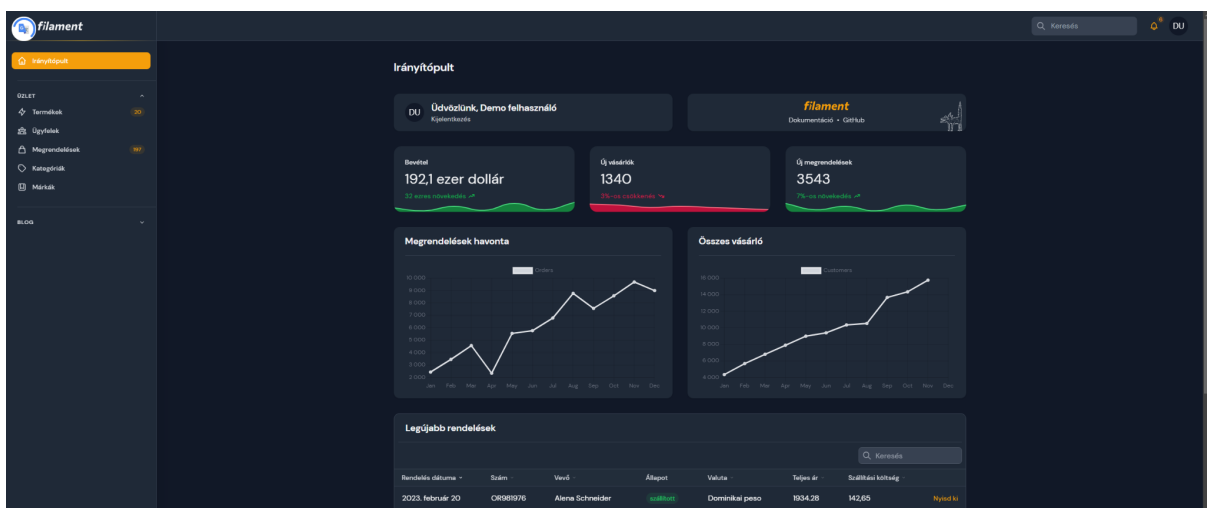 filament
Keresés
6
DU
Irányítópult
ÜZLET
Termékek 20
Ügyfelek
Megrendelések 197
Kategóriák
Márkák
BLOG
Irányítópult
DU
Üdvözlünk, Demo felhasználó
Kijelentkezés
filament
Dokumentáció • GitHub
Bevétel
192,1 ezer dollár
32 ezres növekedés
Új vásárlók
1340
3%-os csökkenés
Új megrendelések
3543
7%-os növekedés
Megrendelések havonta
Orders
10 000
9 000
8 000
7 000
6 000
5 000
4 000
3 000
2 000
Jan Feb Mar Apr May Jun Jul Aug Sep Oct Nov Dec
Összes vásárló
Customers
16 000
14 000
12 000
10 000
8 000
6 000
4 000
Jan Feb Mar Apr May Jun Jul Aug Sep Oct Nov Dec
Legújabb rendelések
Keresés
Rendelés dátuma Szám Vevő Állapot Valuta Teljes ár Szállítási költség
2023. február 20 OR981976 Alena Schneider szállított Dominikai peso 1934.28 142,65 Nyisd ki